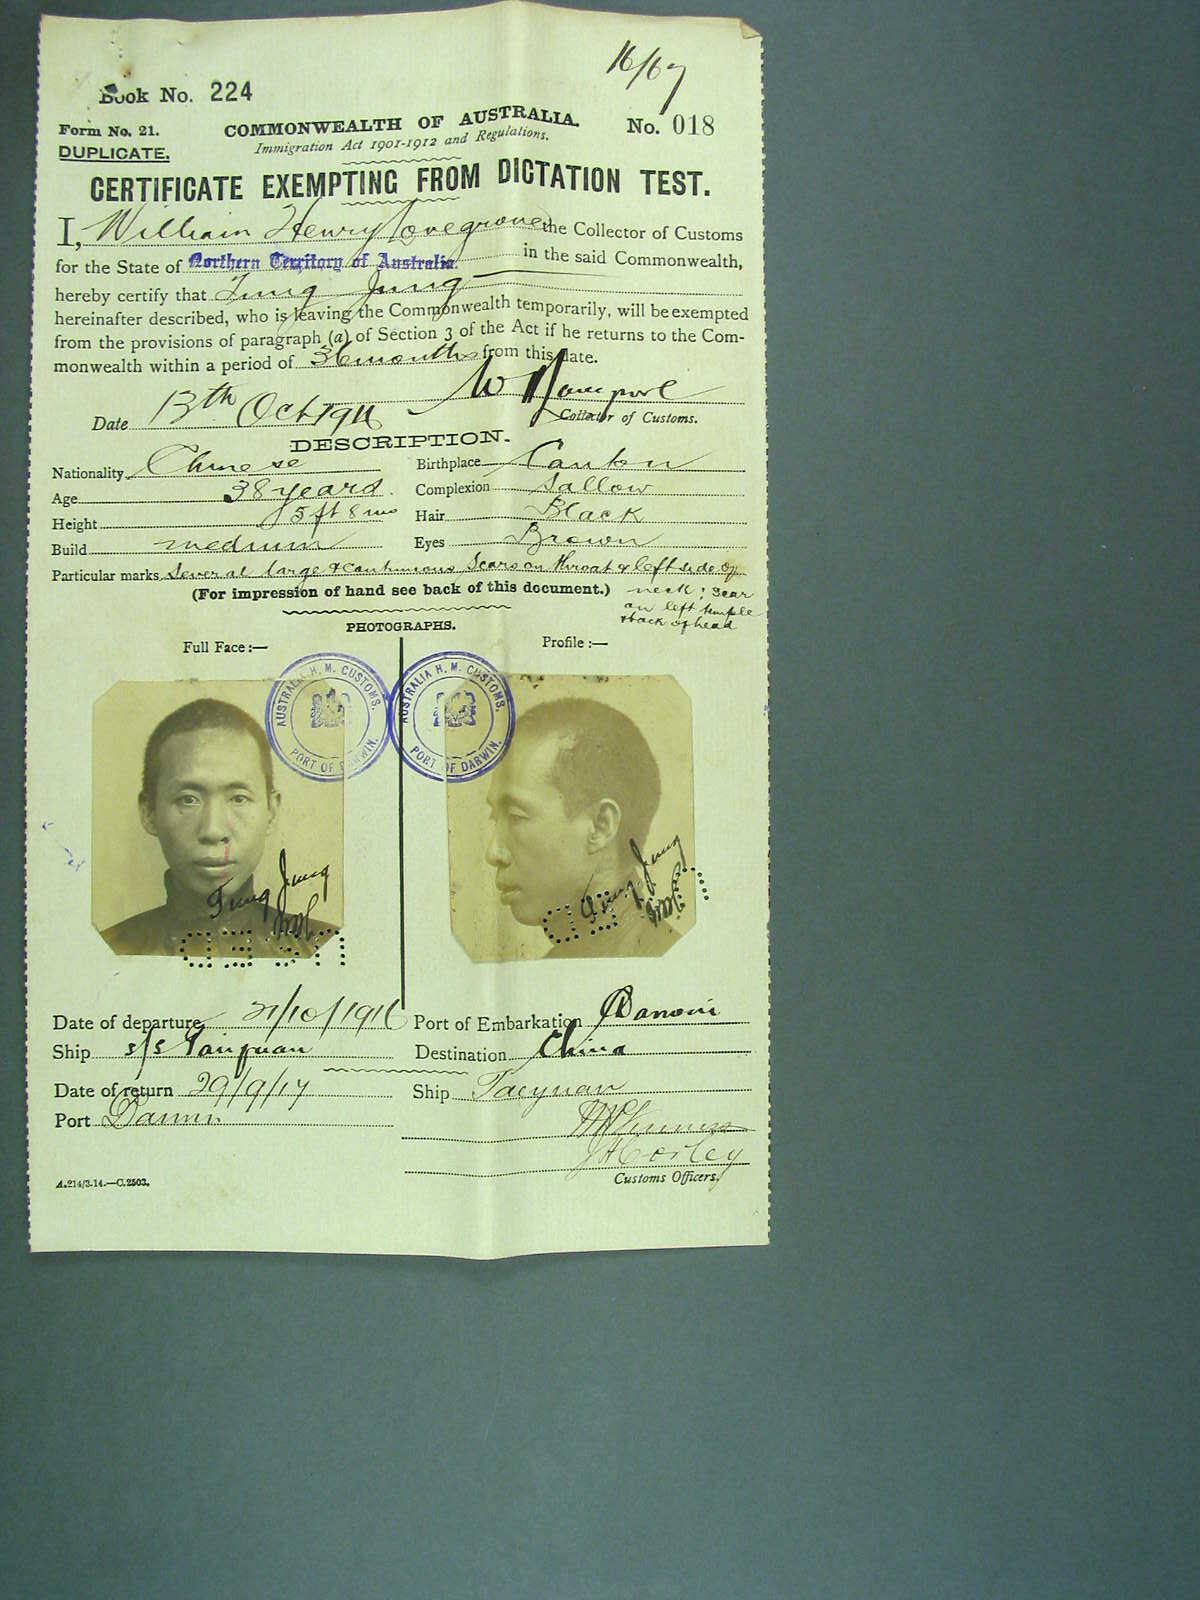 16/67
Book No. 224
Form No. 21.
COMMONWEALTH OF AUSTRALIA.
No. 018
DUPLICATE.
Immigration Act 1901-1912 and Regulations.
CERTIFICATE EXEMPTING FROM DICTATION TEST.
I, William Henry Lovegrove the Collector of Customs
for the State of Northern Territory of Australia. in the said Commonwealth,
hereby certify that Fung Jung
hereinafter described, who is leaving the Commonwealth temporarily, will be exempted
from the provisions of paragraph (a) of Section 3 of the Act if he returns to the Com-
monwealth within a period of 36 months from this date.
Date 13th Oct 1916
Collector of Customs.
DESCRIPTION.
Nationality Chinese
Birthplace Canton
Age 38 years.
Complexion Sallow
Height 5 ft 8 ins
Hair Black
Build medium
Eyes Brown
Particular marks Several large & continuous Scars on throat & left side of
(For impression of hand see back of this document.)
neck; scar
on left temple
& back of head
PHOTOGRAPHS.
Full Face:—
Profile:—
AUSTRALIA H. M. CUSTOMS.
PORT OF DARWIN.
AUSTRALIA H. M. CUSTOMS.
PORT OF DARWIN.
Fung Jung
Fung Jung
Date of departure 21/10/1916
Port of Embarkation Darwin
Ship s/s Taiyuan
Destination China
Date of return 29/9/17
Ship Taiyuan
Port Darwin
Customs Officers.
A.214/3.14.—C.2503.